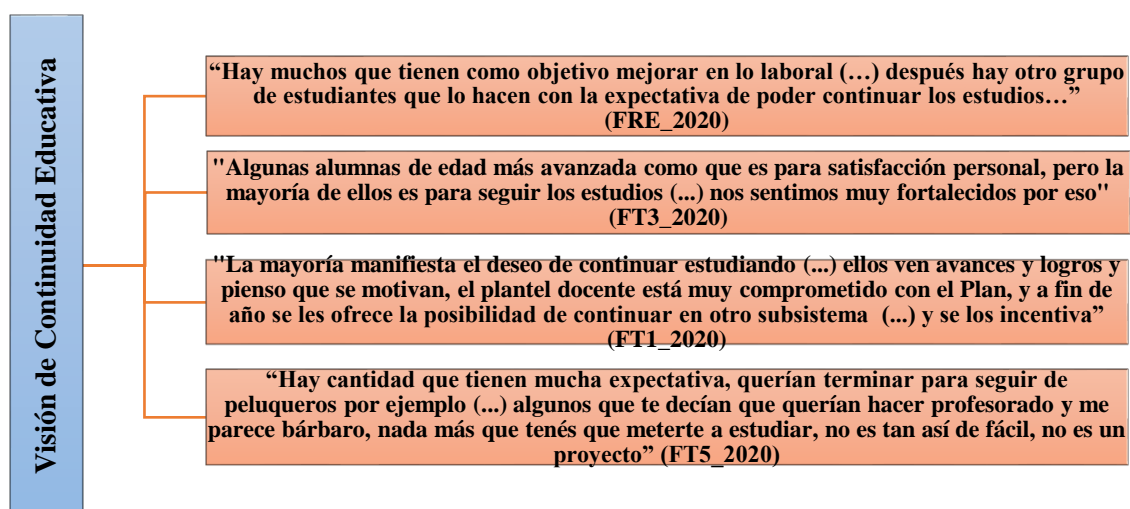 Visión de Continuidad Educativa
“Hay muchos que tienen como objetivo mejorar en lo laboral (…) después hay otro grupo
de estudiantes que lo hacen con la expectativa de poder continuar los estudios…”
(FRE_2020)
"Algunas alumnas de edad más avanzada como que es para satisfacción personal, pero la
mayoría de ellos es para seguir los estudios (...) nos sentimos muy fortalecidos por eso"
(FT3_2020)
"La mayoría manifiesta el deseo de continuar estudiando (...) ellos ven avances y logros y
pienso que se motivan, el plantel docente está muy comprometido con el Plan, y a fin de
año se les ofrece la posibilidad de continuar en otro subsistema (...) y se los incentiva”
(FT1_2020)
“Hay cantidad que tienen mucha expectativa, querían terminar para seguir de
peluqueros por ejemplo (...) algunos que te decían que querían hacer profesorado y me
parece bárbaro, nada más que tenés que meterte a estudiar, no es tan así de fácil, no es un
proyecto” (FT5_2020)